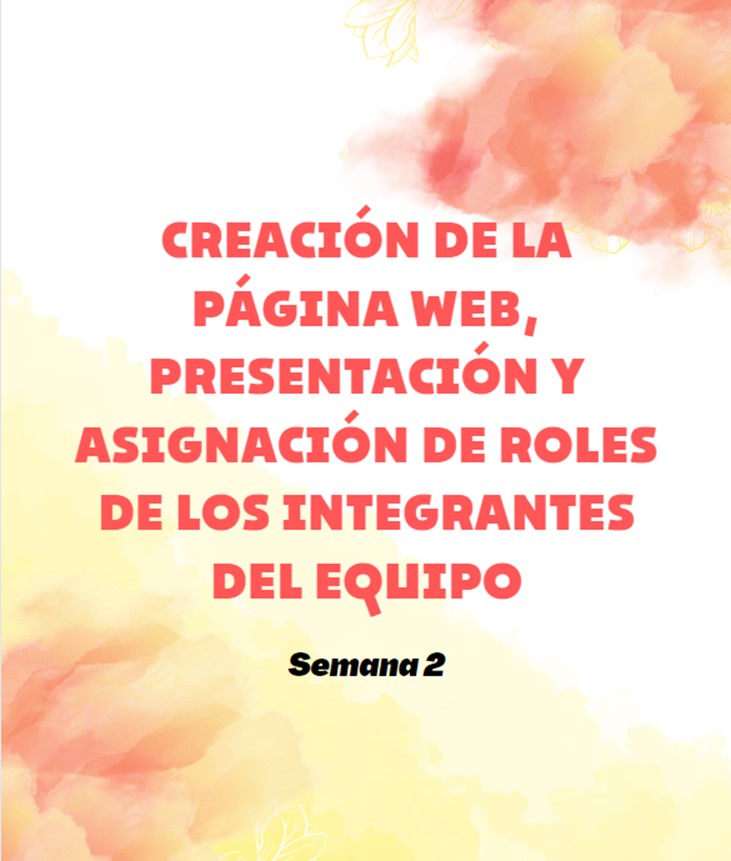 CREACIÓN DE LA
PÁGINA WEB,
PRESENTACIÓN Y
ASIGNACIÓN DE ROLES
DE LOS INTEGRANTES
DEL EQUIPO
Semana 2